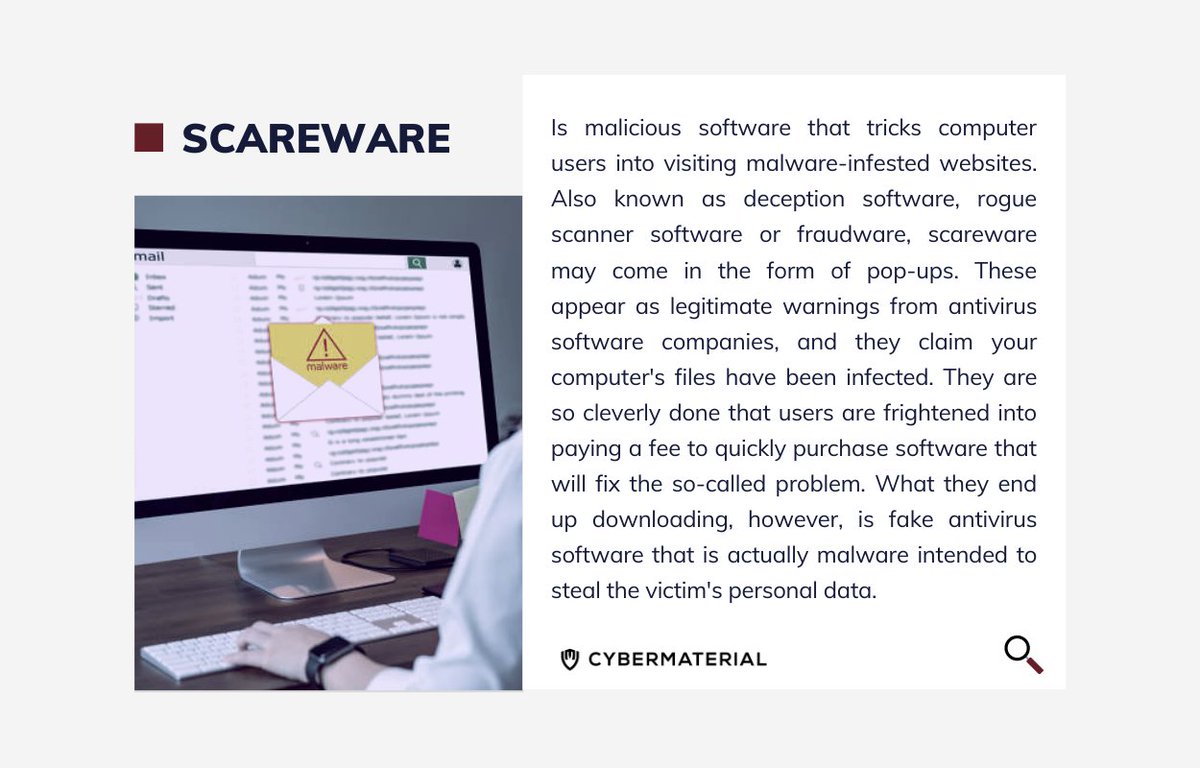 SCAREWARE
Is malicious software that tricks computer
users into visiting malware-infested websites.
Also known as deception software, rogue
scanner software or fraudware, scareware
may come in the form of pop-ups. These
appear as legitimate warnings from antivirus
software companies, and they claim your
computer's files have been infected. They are
so cleverly done that users are frightened into
paying a fee to quickly purchase software that
will fix the so-called problem. What they end
up downloading, however, is fake antivirus
software that is actually malware intended to
steal the victim's personal data.
CYBERMATERIAL
mail
Inbox
Sent
Drafts
Starred
Import
malware